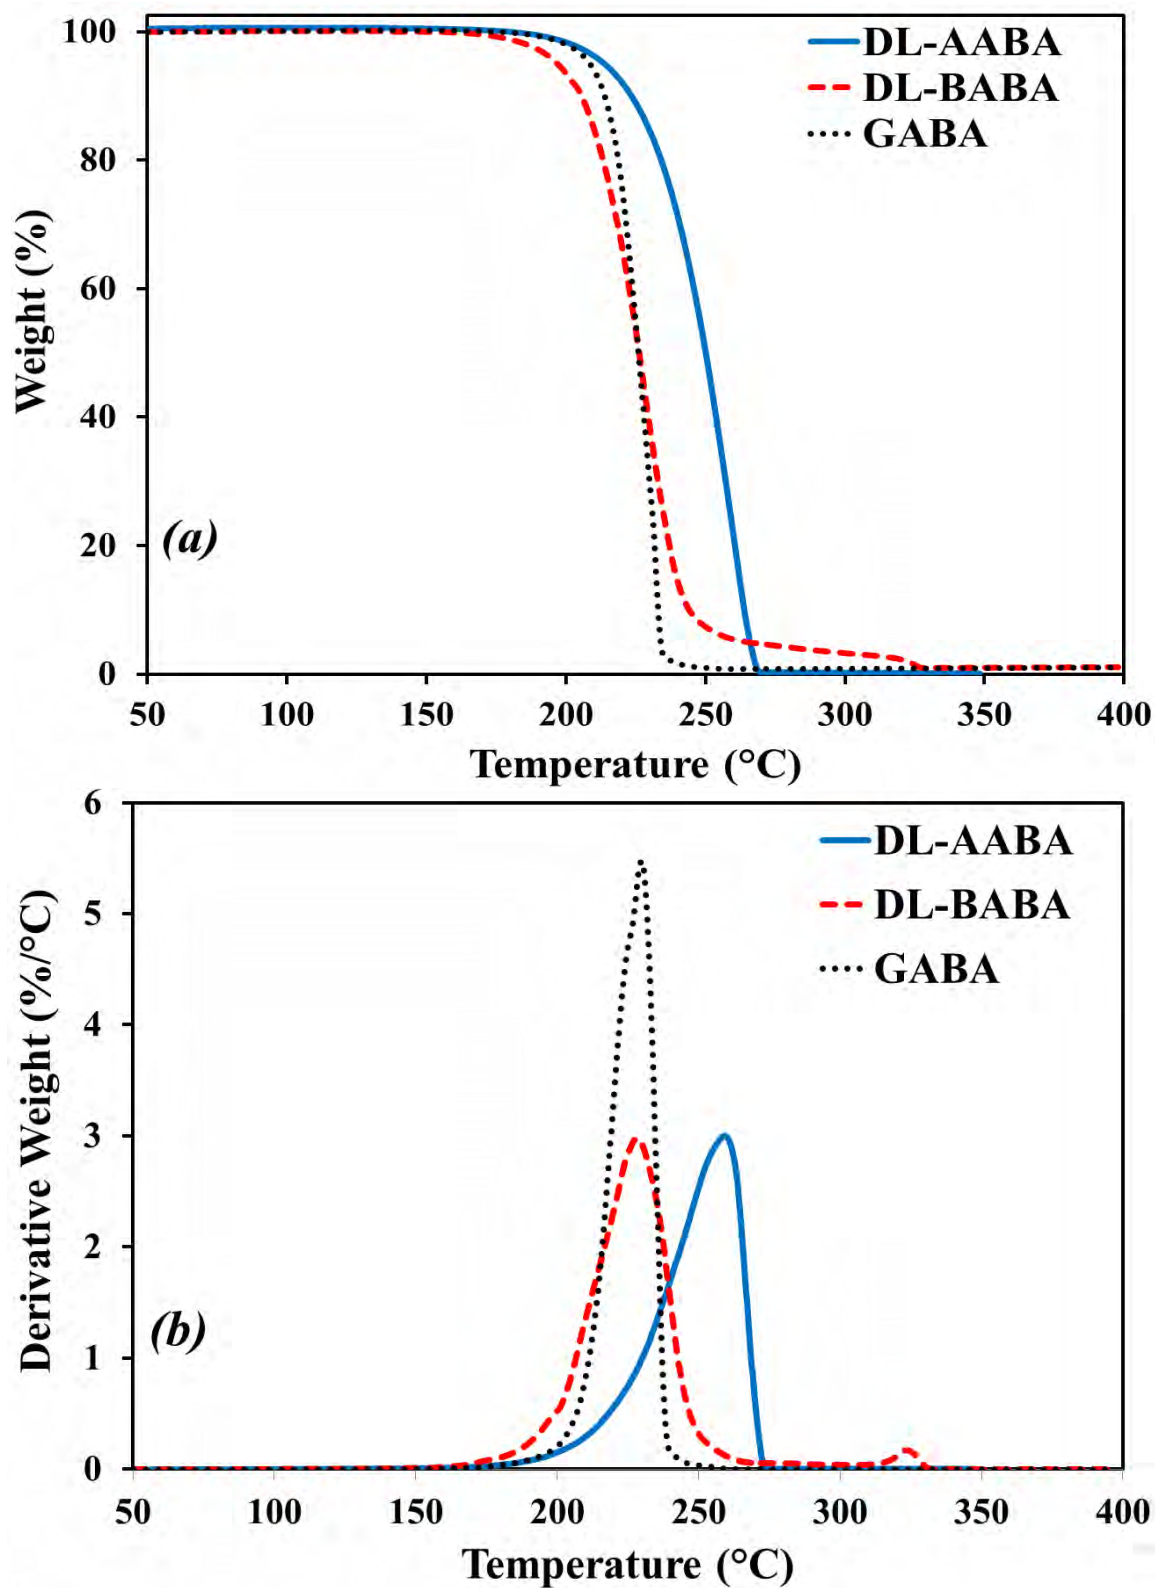 100
80
60
40
20
0
Weight (%)
DL-AABA
DL-BABA
GABA
(a)
50 100 150 200 250 300 350 400
Temperature (°C)
6
5
4
3
2
1
0
Derivative Weight (%/°C)
DL-AABA
DL-BABA
GABA
(b)
50 100 150 200 250 300 350 400
Temperature (°C)